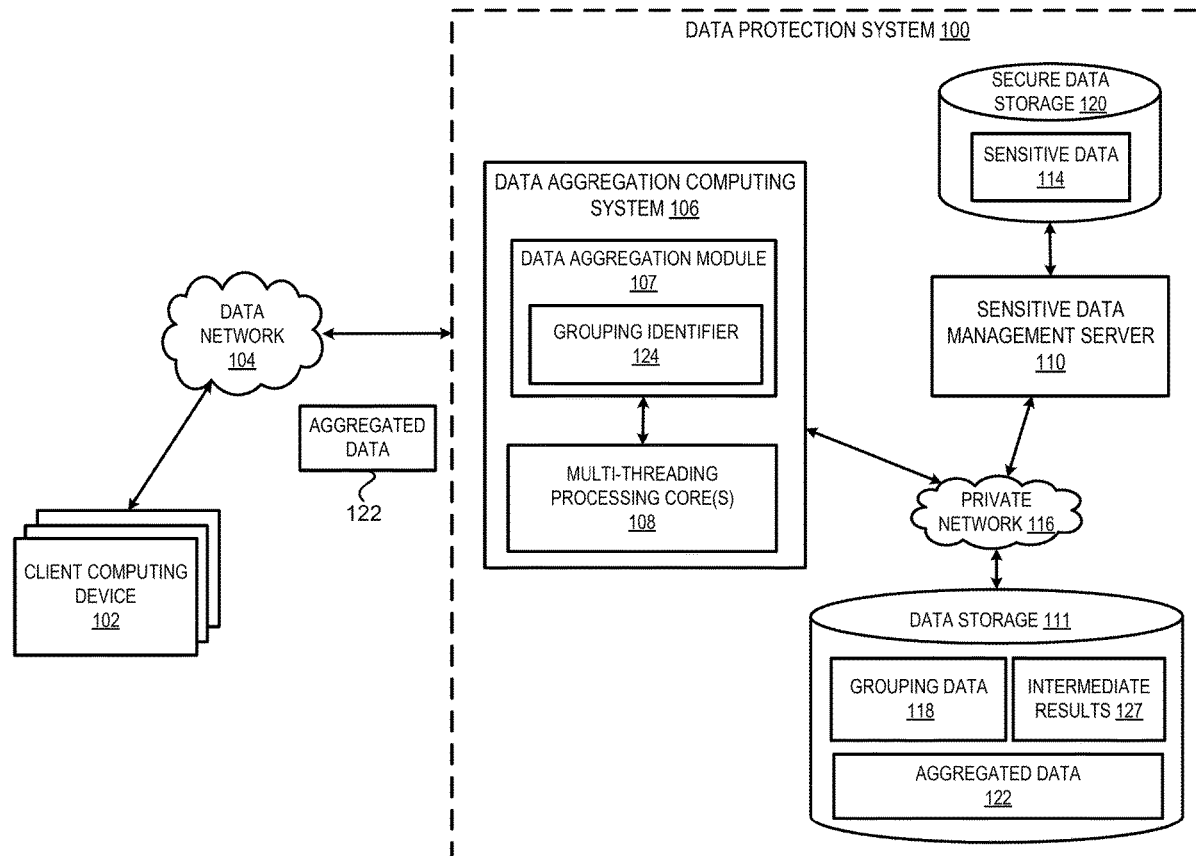 DATA PROTECTION SYSTEM 100
SECURE DATA
STORAGE 120
SENSITIVE DATA
114
DATA AGGREGATION COMPUTING
SYSTEM 106
DATA AGGREGATION MODULE
107
GROUPING IDENTIFIER
124
SENSITIVE DATA
MANAGEMENT SERVER
110
DATA
NETWORK
104
AGGREGATED
DATA
122
MULTI-THREADING
PROCESSING CORE(S)
108
PRIVATE
NETWORK 116
CLIENT COMPUTING
DEVICE
102
DATA STORAGE 111
GROUPING DATA
118
INTERMEDIATE
RESULTS 127
AGGREGATED DATA
122